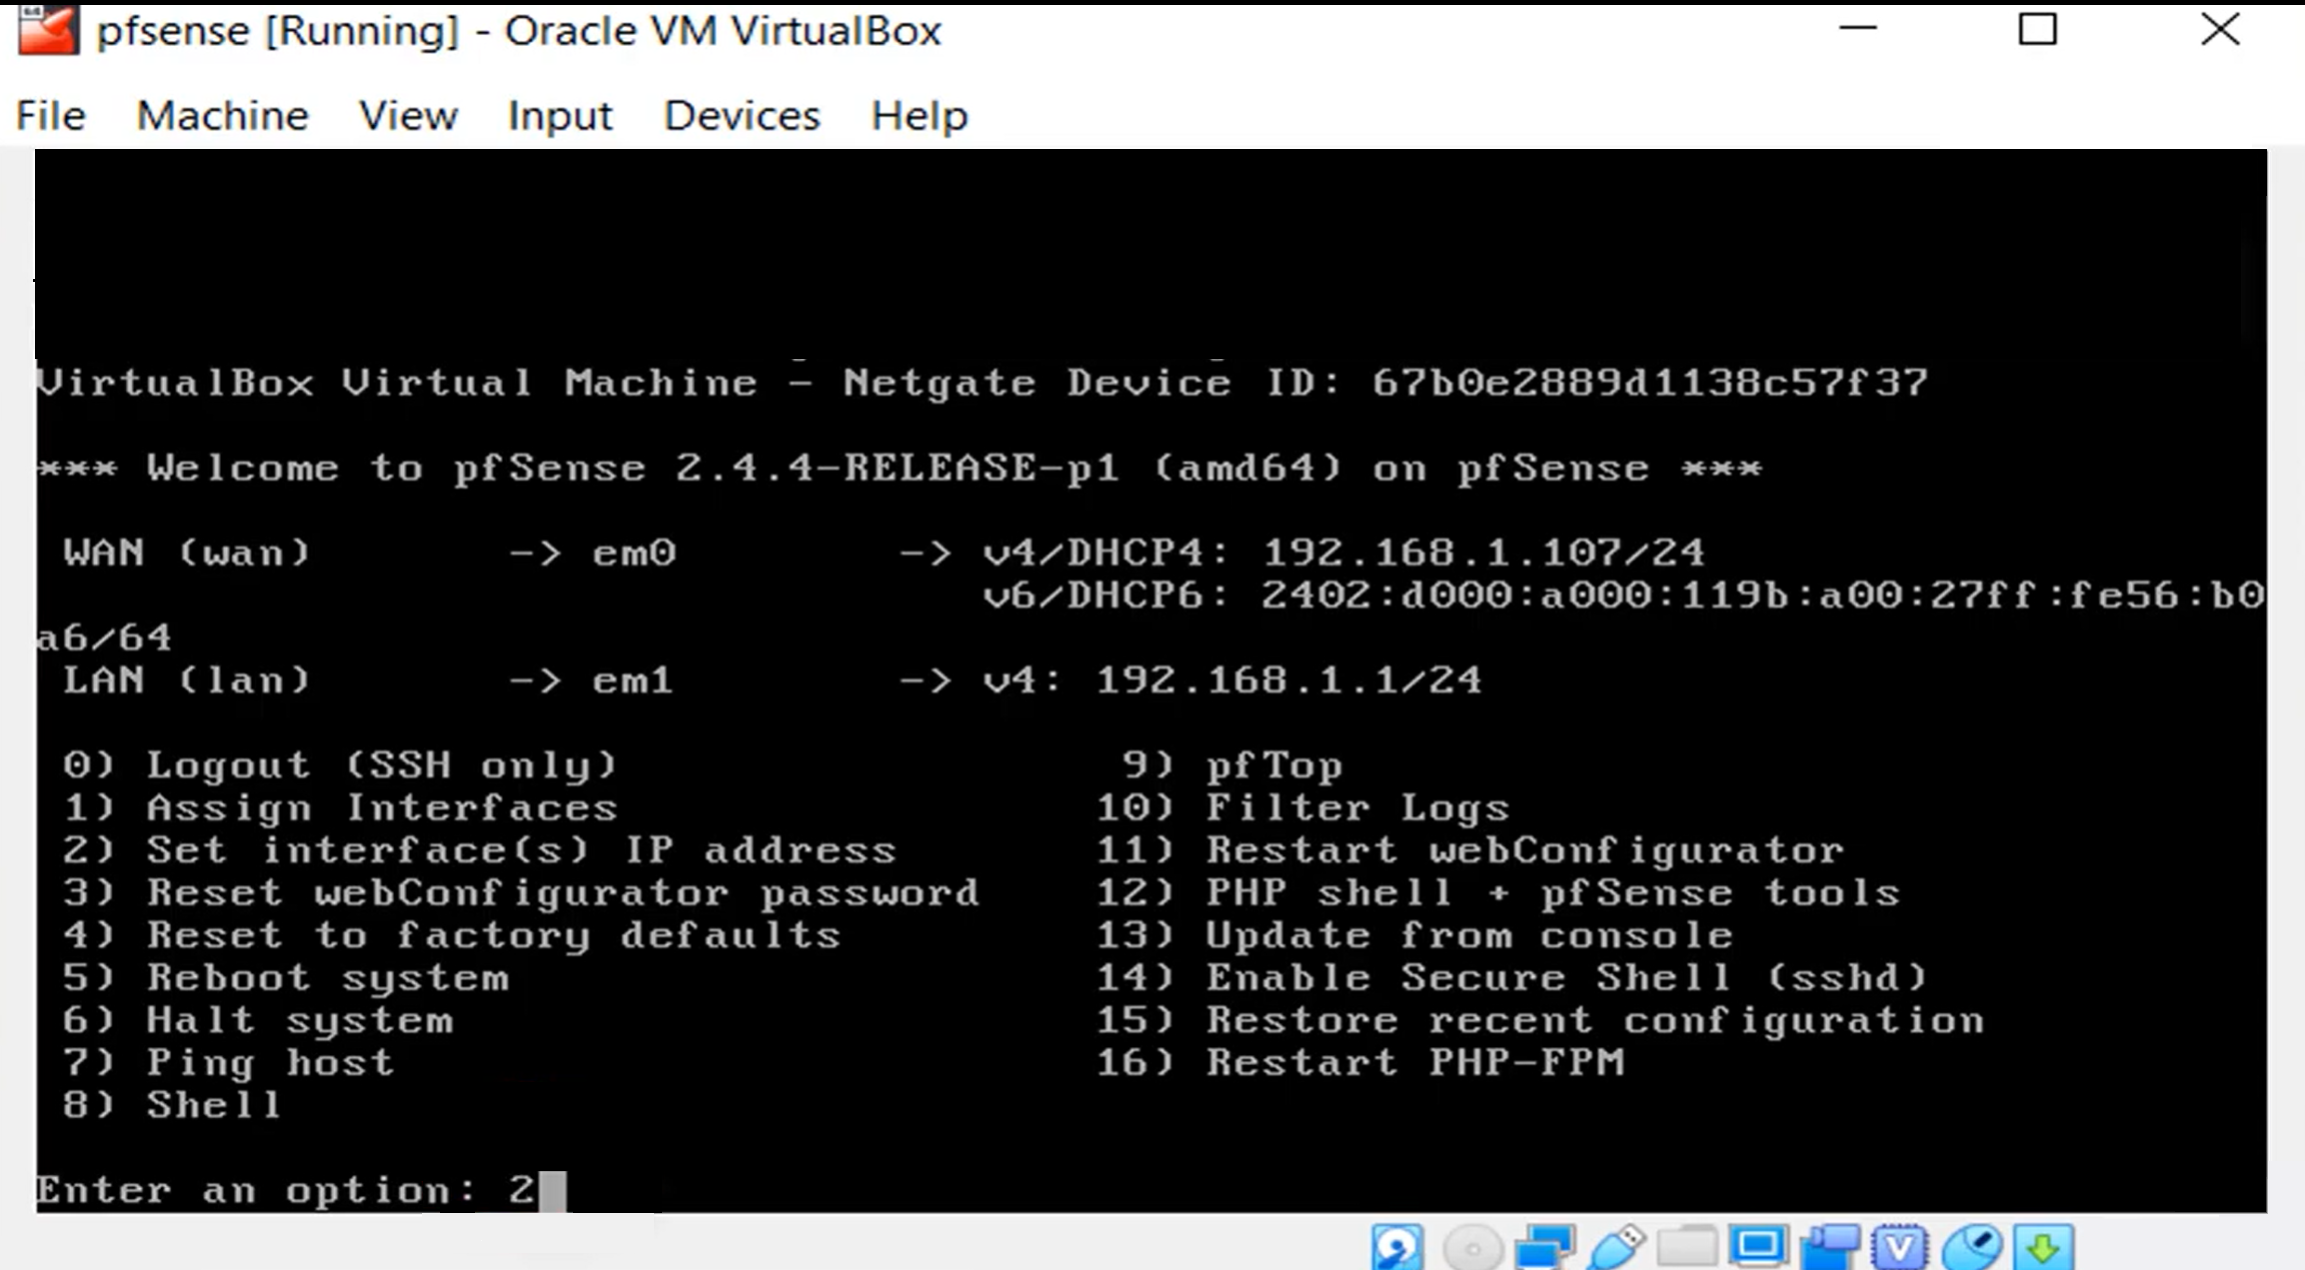 pfsense [Running] - Oracle VM VirtualBox
File Machine View Input Devices Help
VirtualBox Virtual Machine - Netgate Device ID: 67b0e2889d1138c57f37
*** Welcome to pfSense 2.4.4-RELEASE-p1 (amd64) on pfSense ***
WAN (wan) -> em0 -> v4/DHCP4: 192.168.1.107/24
v6/DHCP6: 2402:d000:a000:119b:a00:27ff:fe56:b0
a6/64
LAN (lan) -> em1 -> v4: 192.168.1.1/24
0) Logout (SSH only) 9) pfTop
1) Assign Interfaces 10) Filter Logs
2) Set interface(s) IP address 11) Restart webConfigurator
3) Reset webConfigurator password 12) PHP shell + pfSense tools
4) Reset to factory defaults 13) Update from console
5) Reboot system 14) Enable Secure Shell (sshd)
6) Halt system 15) Restore recent configuration
7) Ping host 16) Restart PHP-FPM
8) Shell
Enter an option: 2